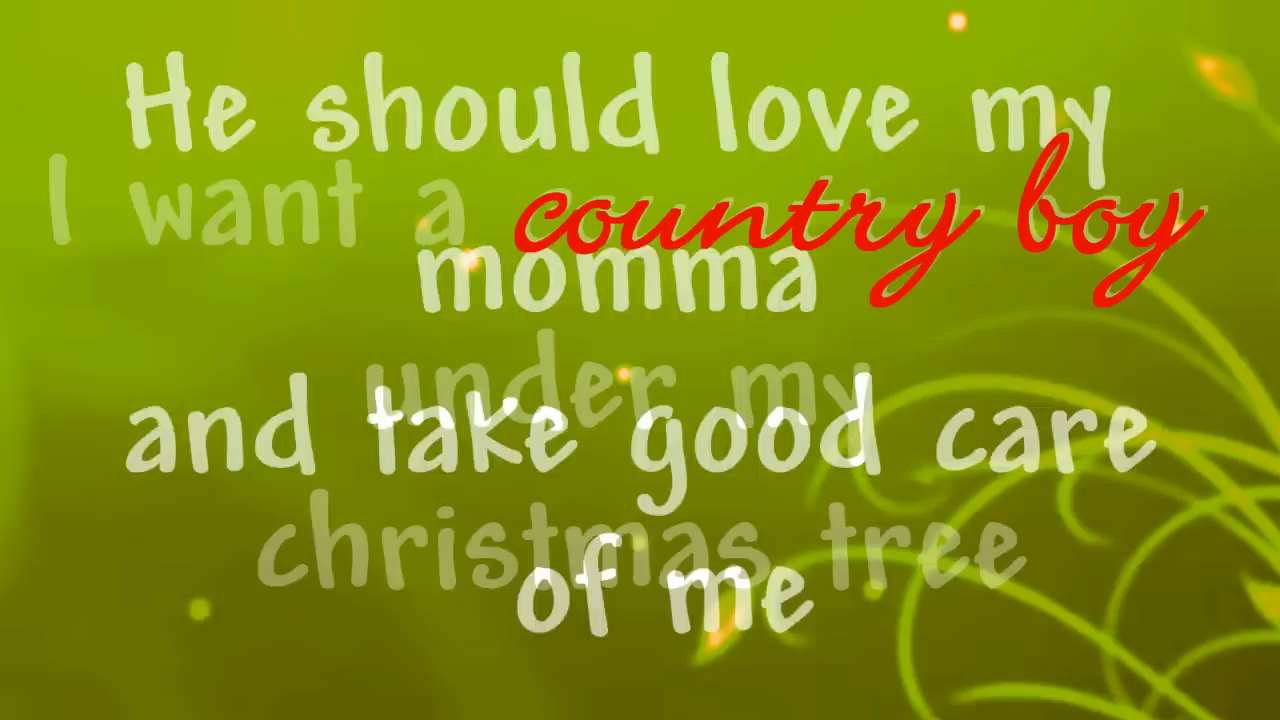 He should love my
I want a country boy
momma
under my
and take good care
christmas tree
of me